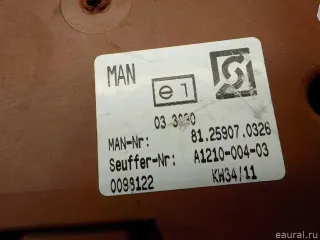 MAN
e1
03 3930
MAN-Nr: 81.25907.0326
Seuffer-Nr: A1210-004-03
0099122 KW34/11
eaural.ru